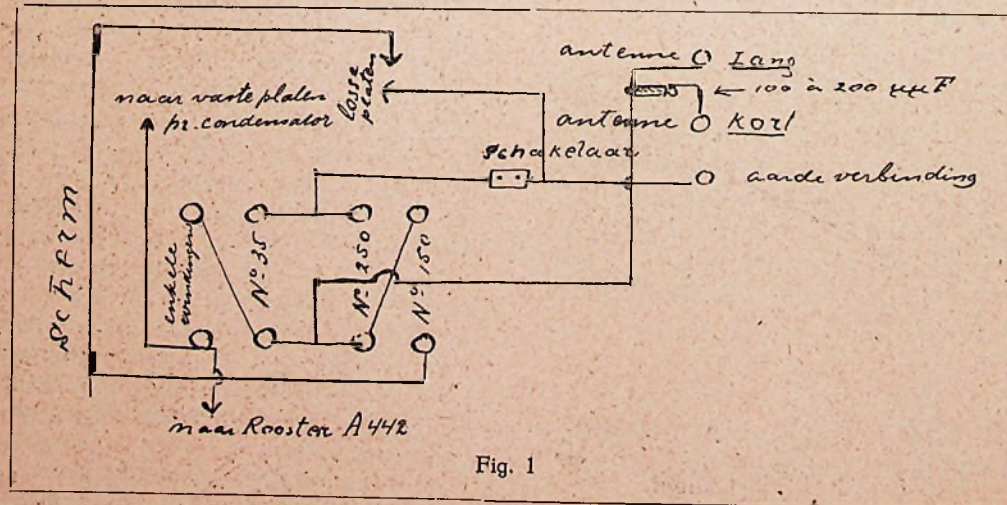 antenne Lang
← 100 à 200 µµF
antenne kort
schakelaar
aarde verbinding
losse
platen
naar vaste platen
pr. condensator
scherm
enkele
windingen
No 35
No 250
No 150
naar Rooster A442
Fig. 1